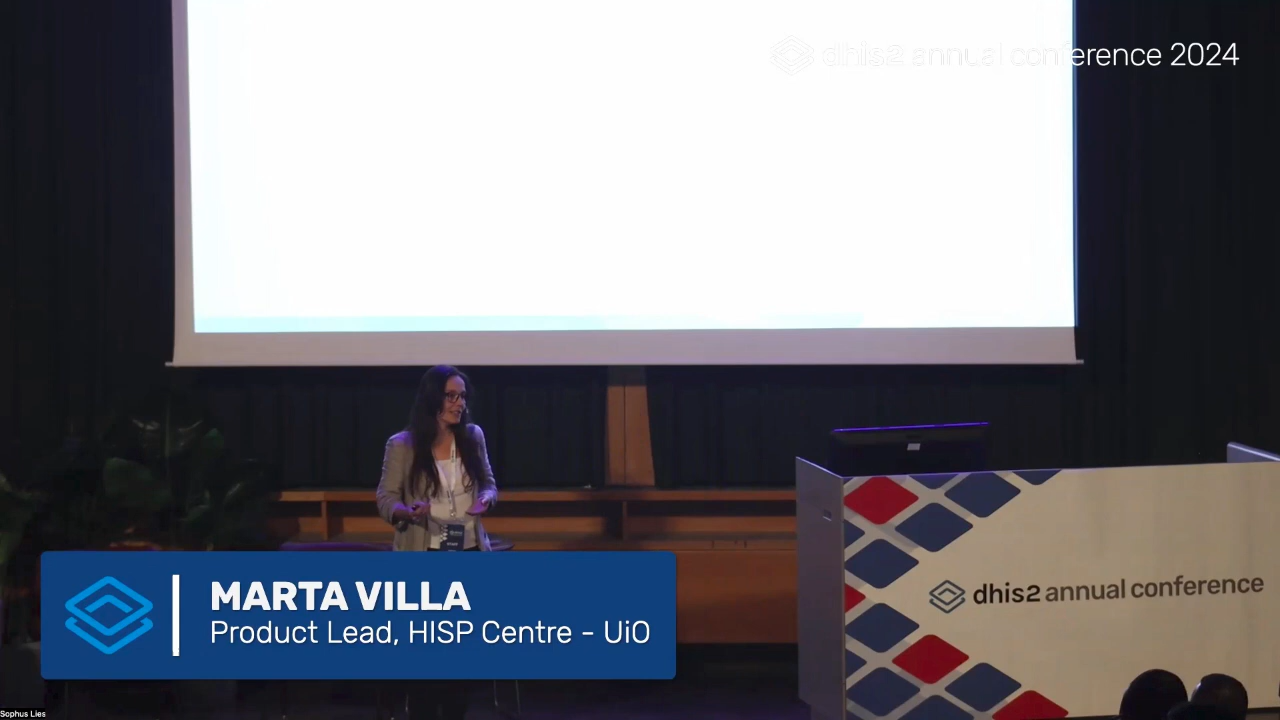 dhis2 annual conference 2024
MARTA VILLA
Product Lead, HISP Centre - UiO
dhis2 annual conference
Sophus Lies